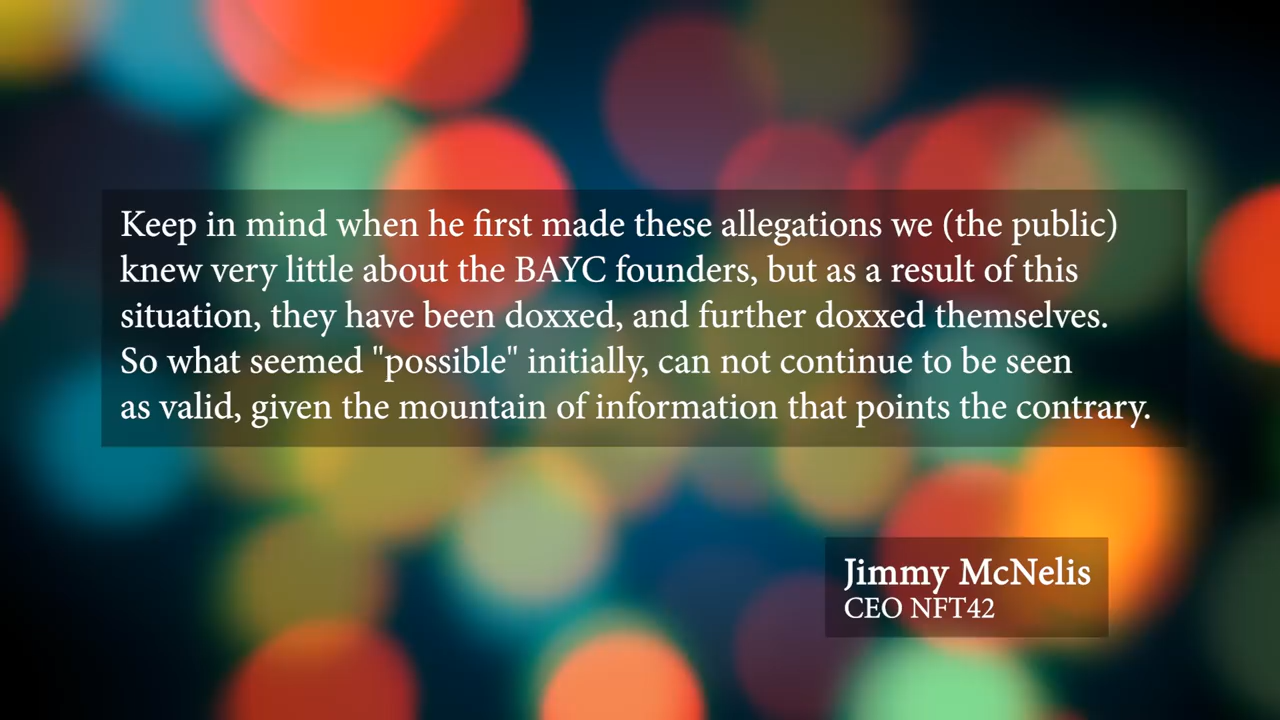 Keep in mind when he first made these allegations we (the public)
knew very little about the BAYC founders, but as a result of this
situation, they have been doxxed, and further doxxed themselves.
So what seemed "possible" initially, can not continue to be seen
as valid, given the mountain of information that points the contrary.
Jimmy McNelis
CEO NFT42